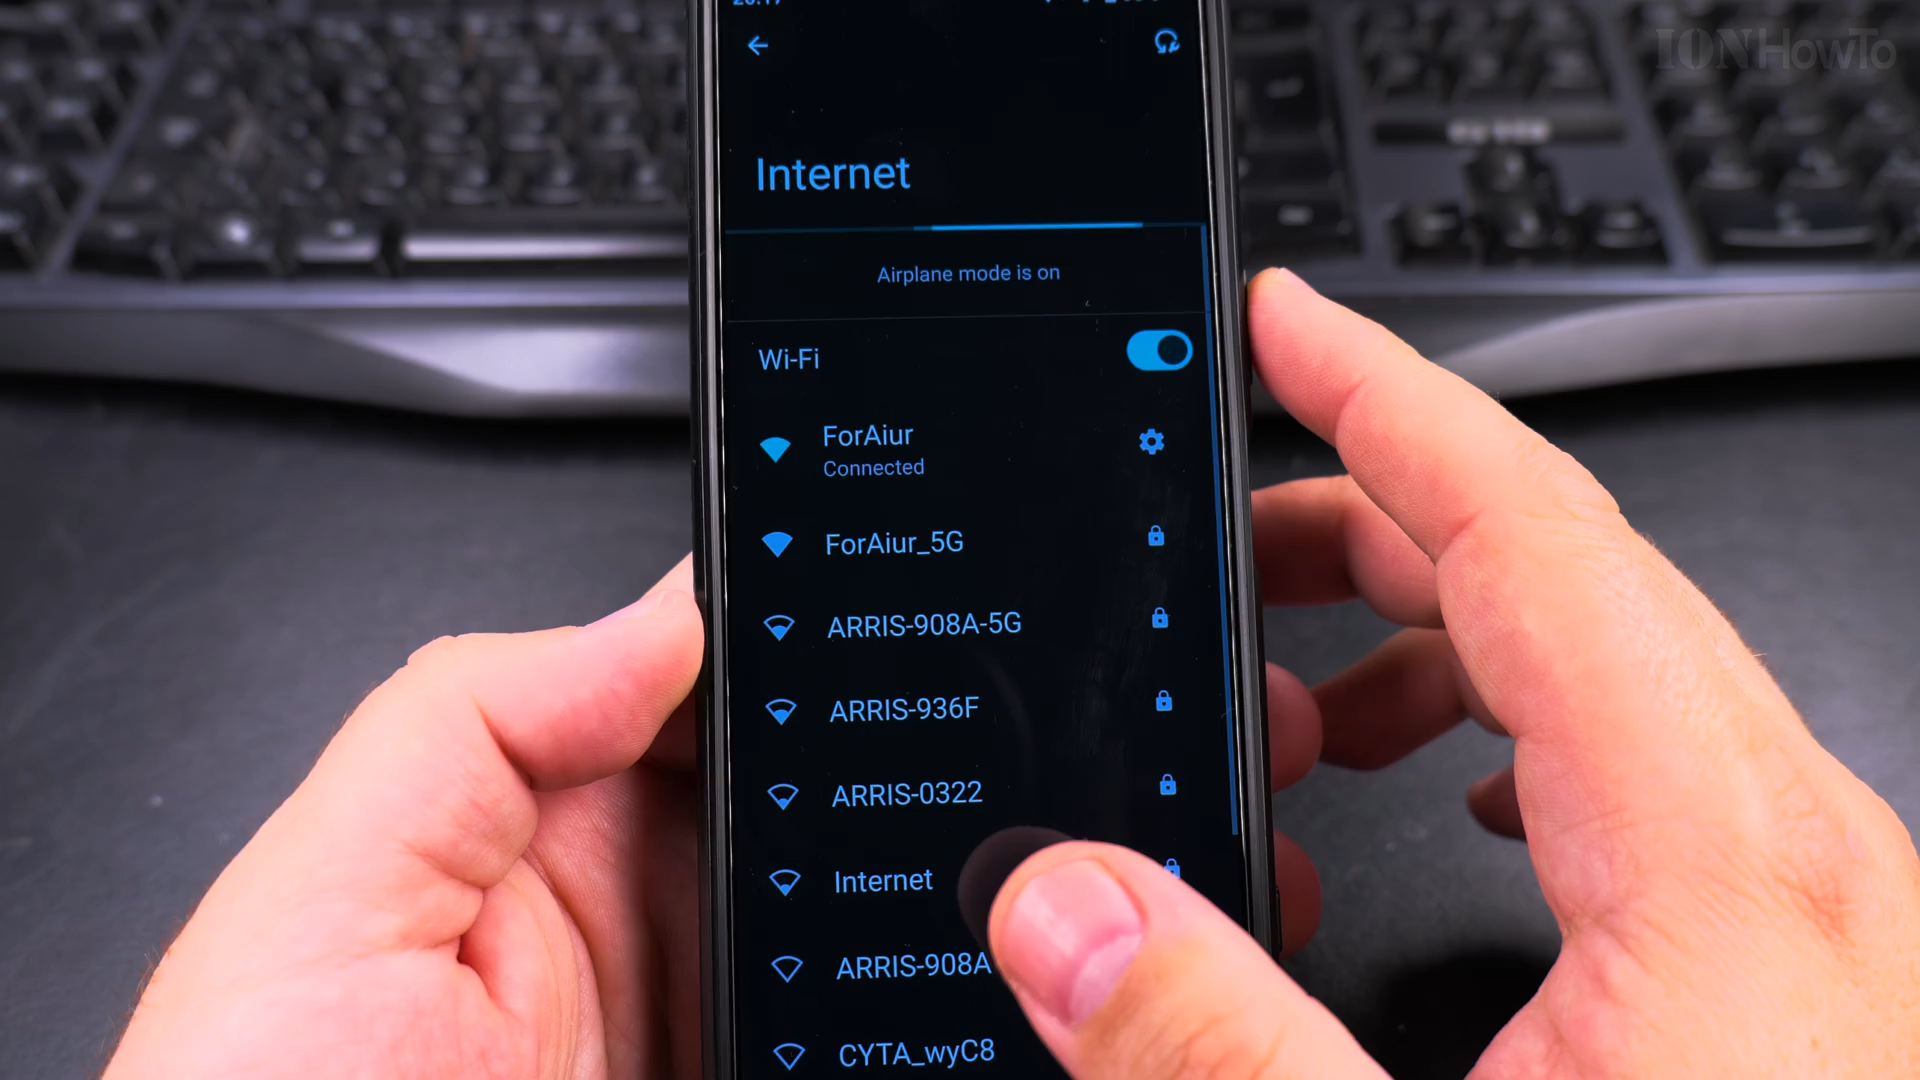 IONHowTo
Internet
Airplane mode is on
Wi-Fi
ForAiur
Connected
ForAiur_5G
ARRIS-908A-5G
ARRIS-936F
ARRIS-0322
Internet
ARRIS-908A
CYTA_wyC8